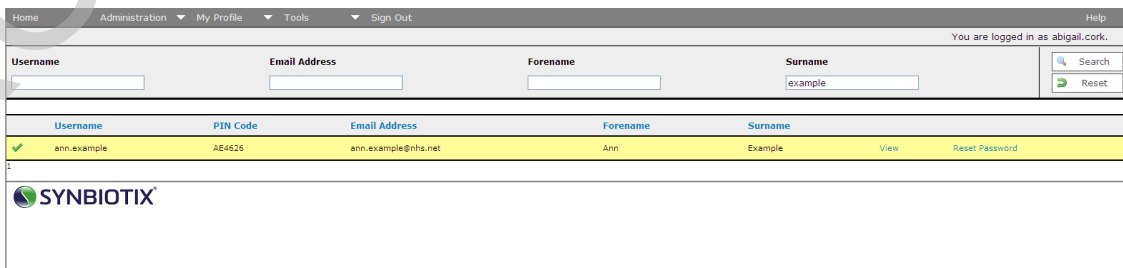 Home Administration My Profile Tools Sign Out Help
You are logged in as abigail.cork.
Username Email Address Forename Surname Search
example Reset
Username PIN Code Email Address Forename Surname
ann.example AE4626 ann.example@nhs.net Ann Example View Reset Password
1
SYNBIOTIX